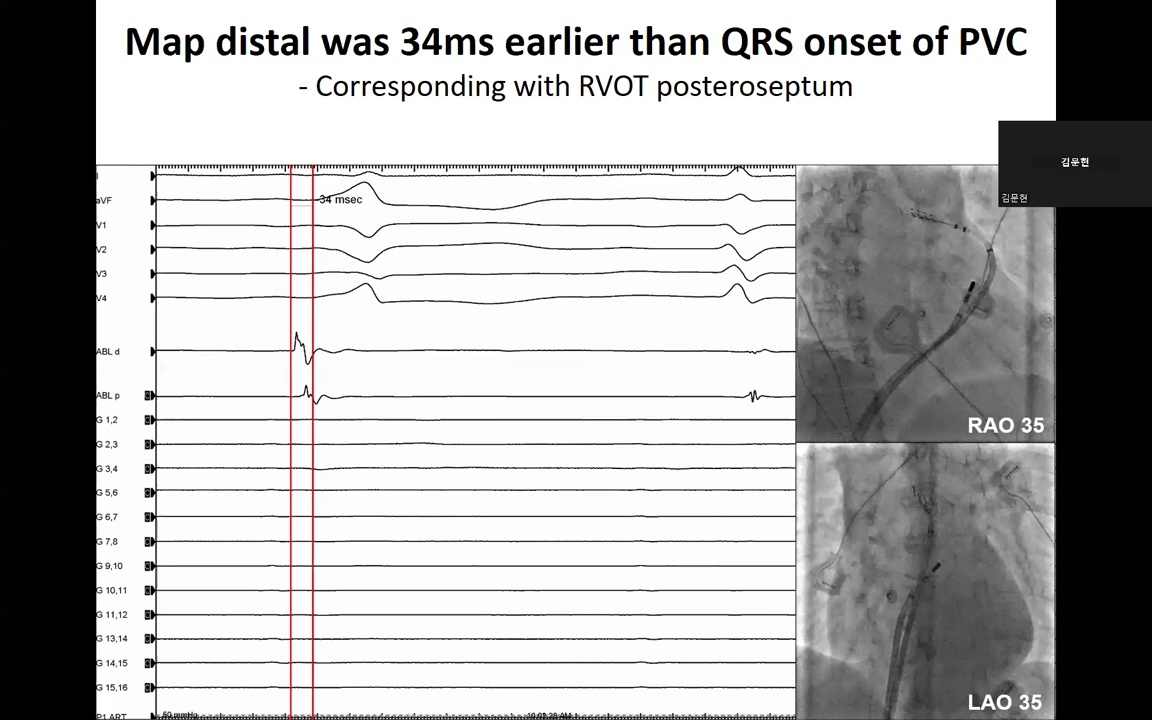 Map distal was 34ms earlier than QRS onset of PVC
- Corresponding with RVOT posteroseptum
김문현
김문현
I
34 msec
aVF
V1
V2
V3
V4
ABL d
ABL p
G 1,2
G 2,3
G 3,4
G 5,6
G 6,7
G 7,8
G 9,10
G 10,11
G 11,12
G 13,14
G 14,15
G 15,16
P1 ART
50 mmHg
RAO 35
LAO 35